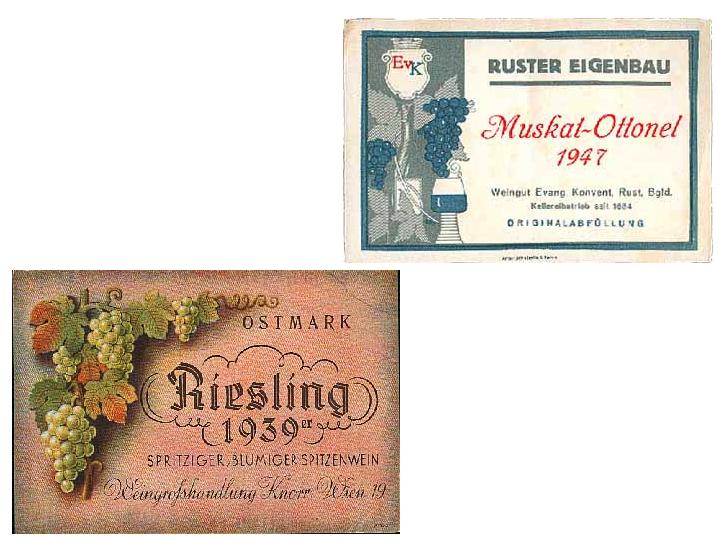 EvK
RUSTER EIGENBAU
Muskat-Ottonel
1947
Weingut Evang. Konvent, Rust, Bgld.
Kellereibetrieb seit 1684
ORIGINALABFÜLLUNG
OSTMARK
Riesling
1939er
SPRITZIGER, BLUMIGER SPITZENWEIN
Weingroßhandlung Knorr Wien 19